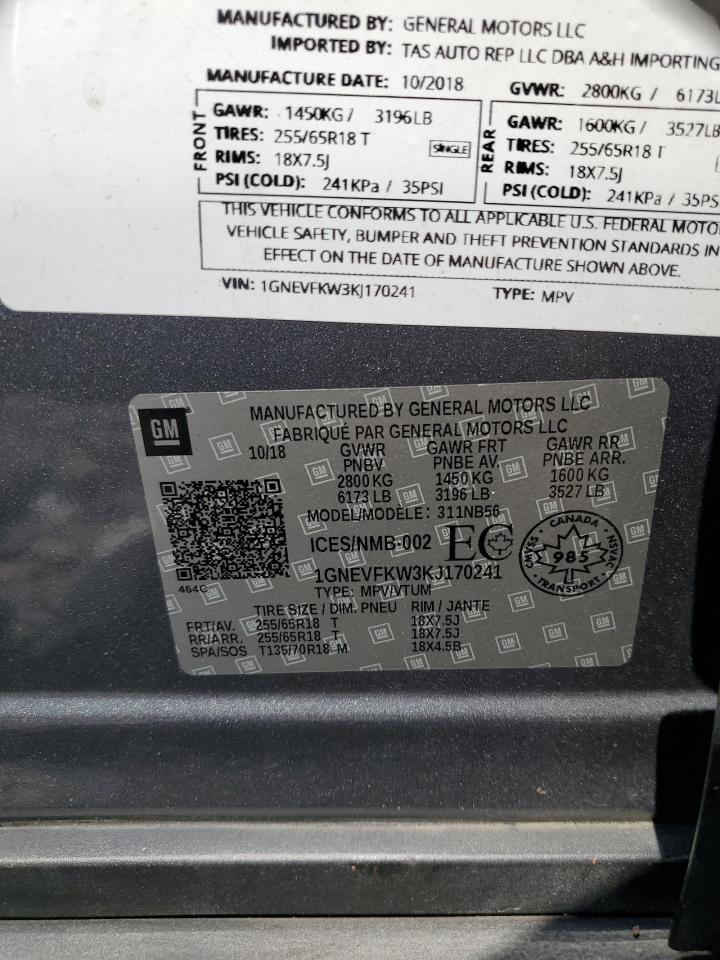 MANUFACTURED BY: GENERAL MOTORS LLC
IMPORTED BY: TAS AUTO REP LLC DBA A&H IMPORTING
MANUFACTURE DATE: 10/2018 GVWR: 2800KG / 6173L
FRONT
GAWR: 1450KG / 3196LB
TIRES: 255/65R18 T
SINGLE
RIMS: 18X7.5J
PSI (COLD): 241KPa / 35PSI
REAR
GAWR: 1600KG / 3527LB
TIRES: 255/65R18 T
RIMS: 18X7.5J
PSI (COLD): 241KPa / 35PS
THIS VEHICLE CONFORMS TO ALL APPLICABLE U.S. FEDERAL MOTO
VEHICLE SAFETY, BUMPER AND THEFT PREVENTION STANDARDS IN
EFFECT ON THE DATE OF MANUFACTURE SHOWN ABOVE.
VIN: 1GNEVFKW3KJ170241 TYPE: MPV
GM
MANUFACTURED BY GENERAL MOTORS LLC
FABRIQUÉ PAR GENERAL MOTORS LLC
10/18 GVWR GAWR FRT GAWR RR
PNBV PNBE AV. PNBE ARR.
2800 KG 1450 KG 1600 KG
6173 LB 3196 LB 3527 LB
MODEL/MODÈLE: 311NB56
ICES/NMB-002 EC
CANADA
CMVSS 985 NSVAC
TRANSPORT
1GNEVFKW3KJ170241
464C
TYPE: MPV/VTUM
TIRE SIZE / DIM. PNEU RIM / JANTE
FRT/AV. 255/65R18 T 18X7.5J
RR/ARR. 255/65R18 T 18X7.5J
SPA/SOS T135/70R18 M 18X4.5B